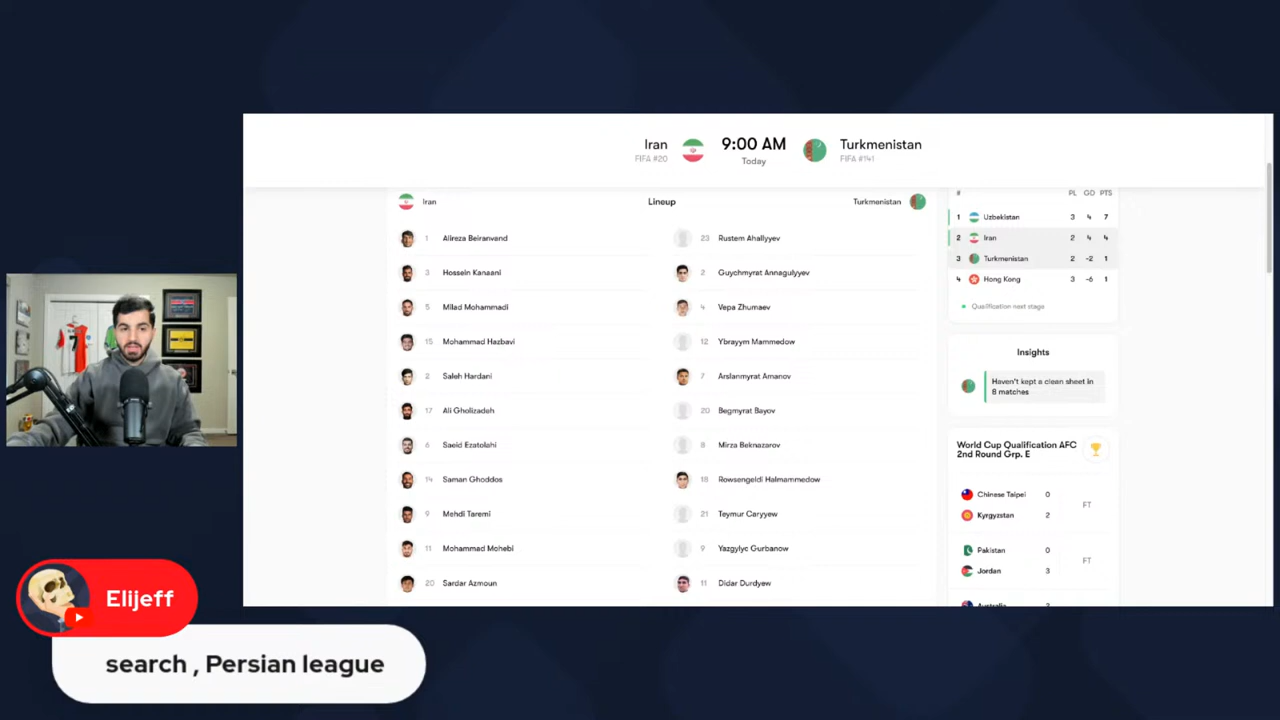 Iran
FIFA #20
9:00 AM
Today
Turkmenistan
FIFA #141
Iran
Lineup
Turkmenistan
1 Alireza Beiranvand
3 Hossein Kanaani
5 Milad Mohammadi
15 Mohammad Hazbavi
2 Saleh Hardani
17 Ali Gholizadeh
6 Saeid Ezatolahi
14 Saman Ghoddos
9 Mehdi Taremi
11 Mohammad Mohebi
20 Sardar Azmoun
23 Rustem Ahallyyev
2 Guychmyrat Annagulyyev
4 Vepa Zhumaev
12 Ybrayym Mammedow
7 Arslanmyrat Amanov
20 Begmyrat Bayov
8 Mirza Beknazarov
18 Rowsengeldi Halmammedow
21 Teymur Caryyew
9 Yazgylyc Gurbanow
11 Didar Durdyew
# PL GD PTS
1 Uzbekistan 3 4 7
2 Iran 2 4 4
3 Turkmenistan 2 -2 1
4 Hong Kong 3 -6 1
Qualification next stage
Insights
Haven't kept a clean sheet in
8 matches
World Cup Qualification AFC
2nd Round Grp. E
Chinese Taipei 0
Kyrgyzstan 2
FT
Pakistan 0
Jordan 3
FT
Elijeff
search , Persian league